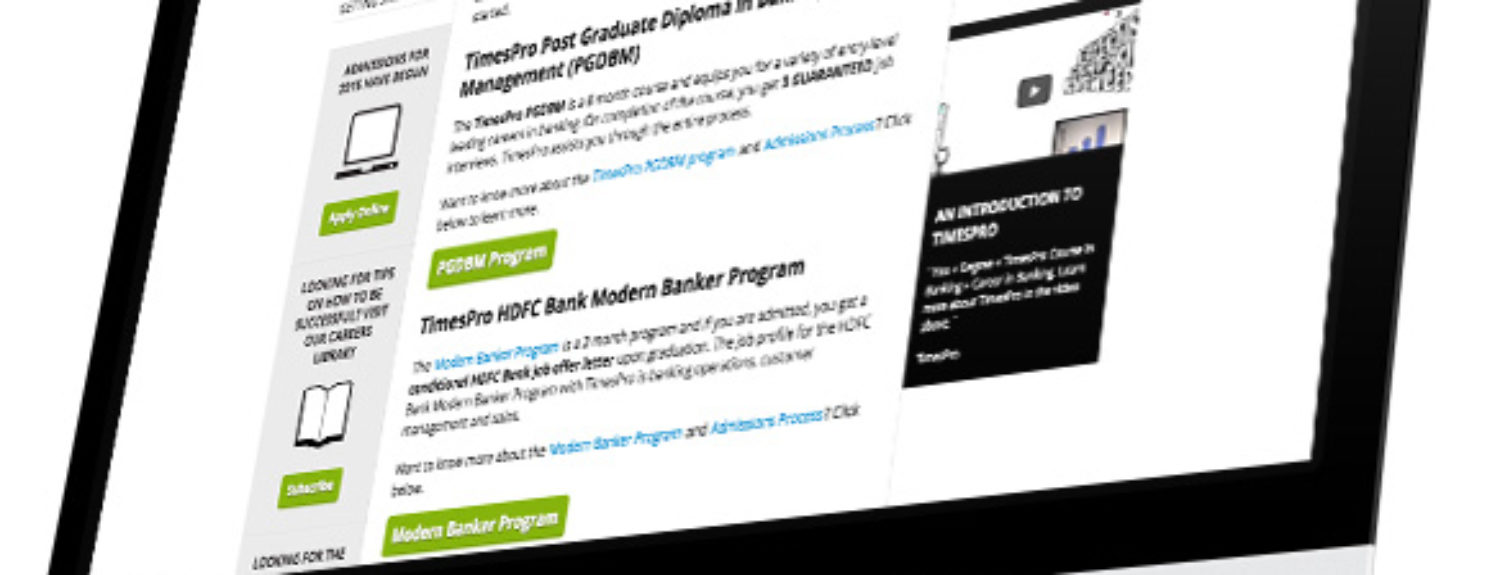 started.
ADMISSIONS FOR
2015 HAVE BEGUN
Apply Online
LOOKING FOR TIPS
ON HOW TO BE
SUCCESSFUL? VISIT
OUR CAREERS
LIBRARY
Subscribe
LOOKING FOR THE
TimesPro Post Graduate Diploma in
Management (PGDBM)
The TimesPro PGDBM is a 6 month course and equips you for a variety of entry-level
leading careers in banking. On completion of the course, you get 3 GUARANTEED job
interviews. TimesPro assists you through the entire process.
Want to know more about the TimesPro PGDBM program and Admissions Process? Click
below to learn more.
PGDBM Program
TimesPro HDFC Bank Modern Banker Program
The Modern Banker Program is a 2 month program and if you are admitted, you get a
conditional HDFC Bank job offer letter upon graduation. The job profile for the HDFC
Bank Modern Banker Program with TimesPro is banking operations, customer
management and sales.
Want to know more about the Modern Banker Program and Admissions Process? Click
below.
Modern Banker Program
AN INTRODUCTION TO
TIMESPRO
"You + Degree + TimesPro Course in
Banking = Career in Banking. Learn
more about TimesPro in the video
above."
TimesPro